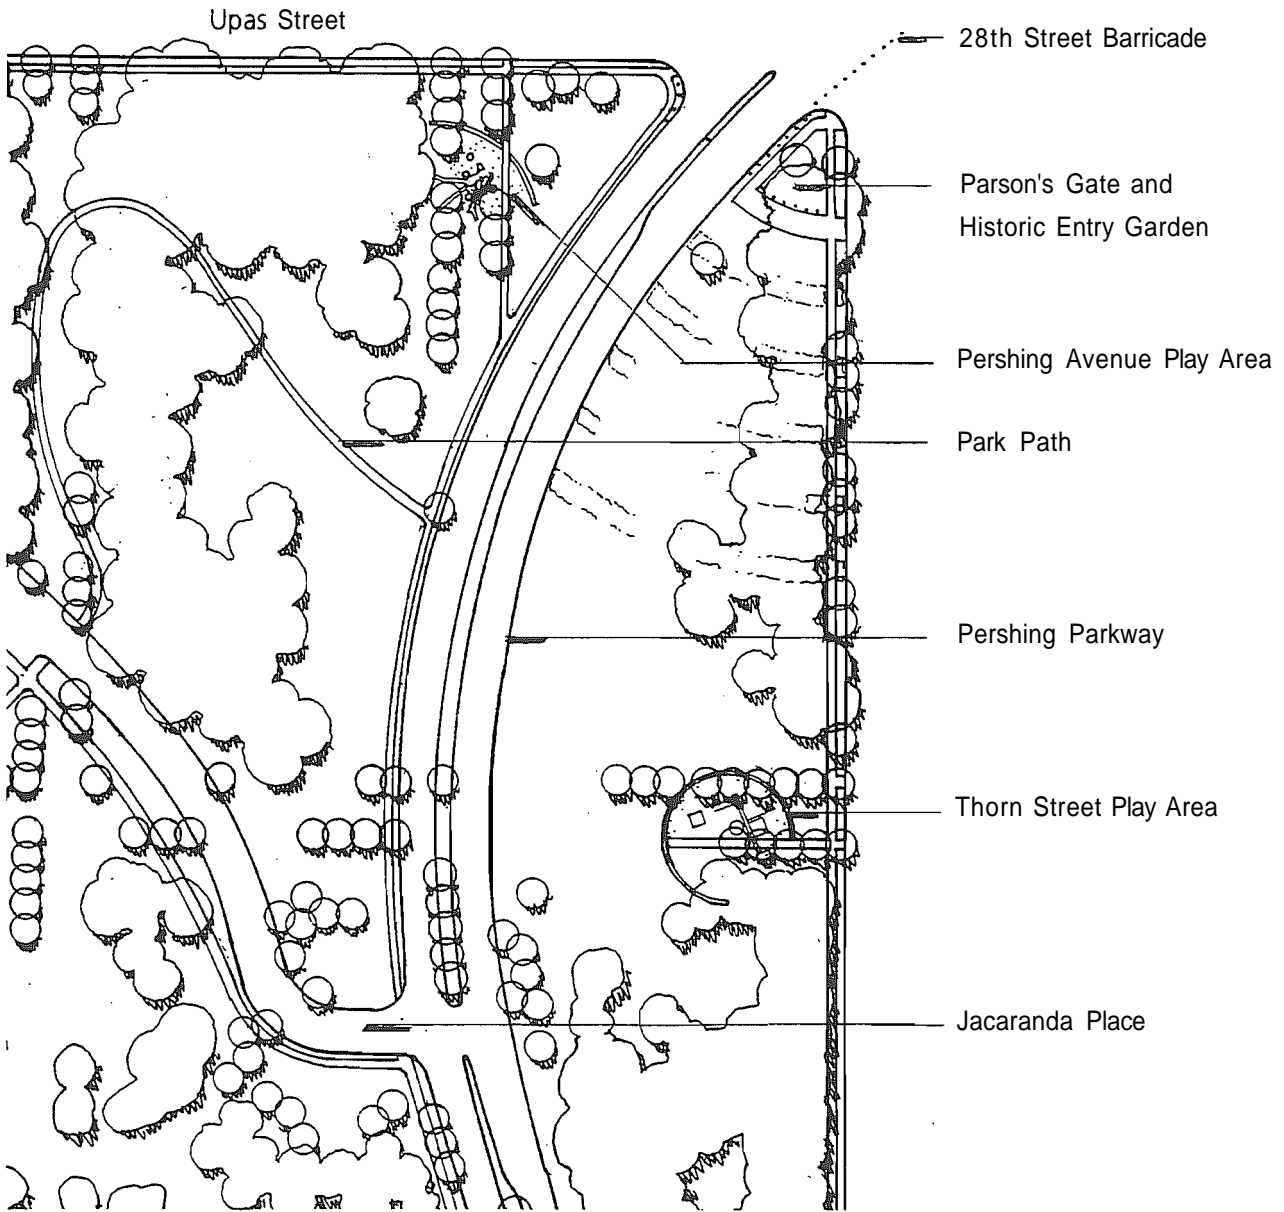 Upas Street
28th Street Barricade
Parson's Gate and
Historic Entry Garden
Pershing Avenue Play Area
Park Path
Pershing Parkway
Thorn Street Play Area
Jacaranda Place